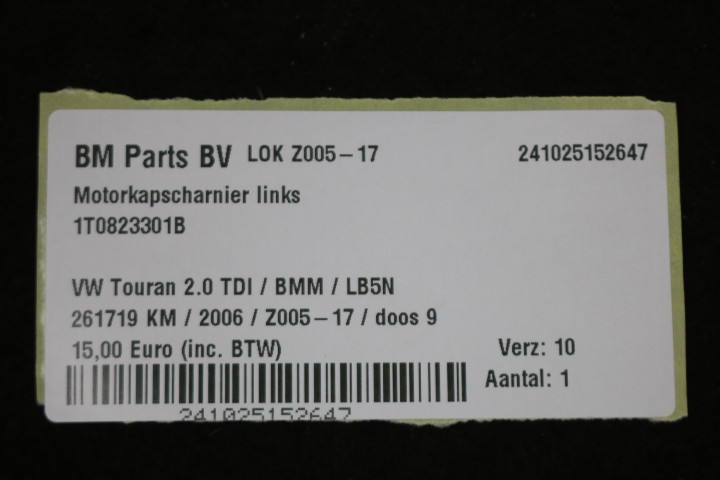 BM Parts BV LOK Z005-17 241025152647
Motorkapscharnier links
1T0823301B
VW Touran 2.0 TDI / BMM / LB5N
261719 KM / 2006 / Z005-17 / doos 9
15,00 Euro (inc. BTW) Verz: 10
Aantal: 1
241025152647